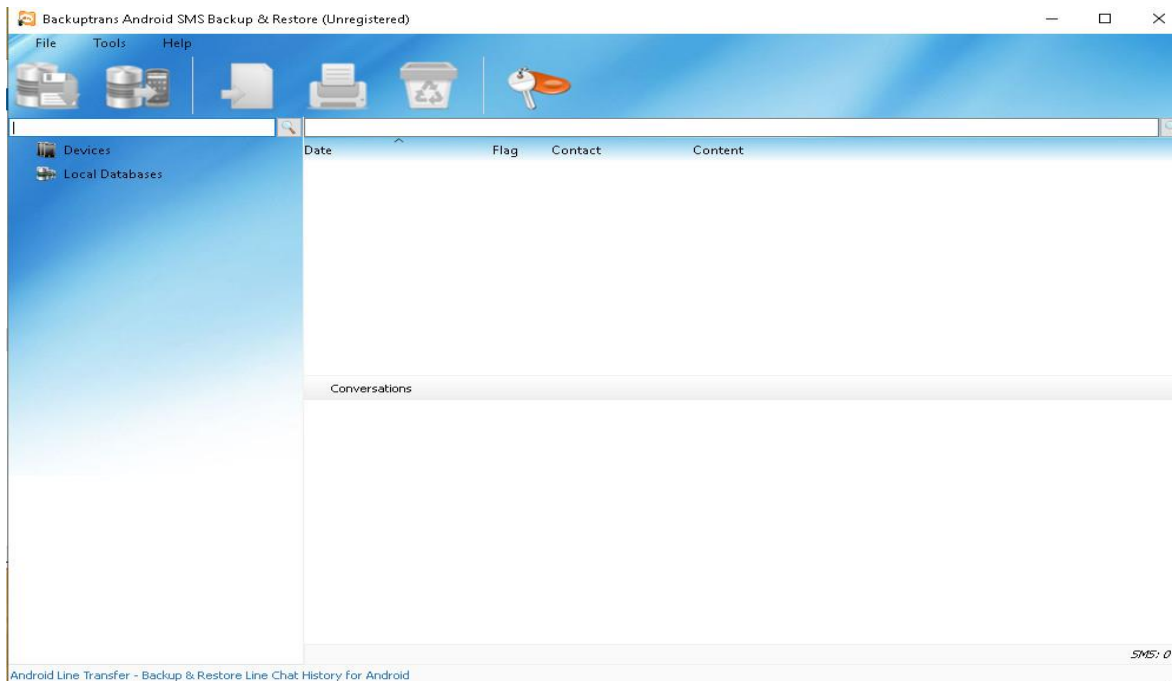 Backuptrans Android SMS Backup & Restore (Unregistered)
File Tools Help
Devices
Local Databases
Date Flag Contact Content
Conversations
SMS: 0
Android Line Transfer - Backup & Restore Line Chat History for Android